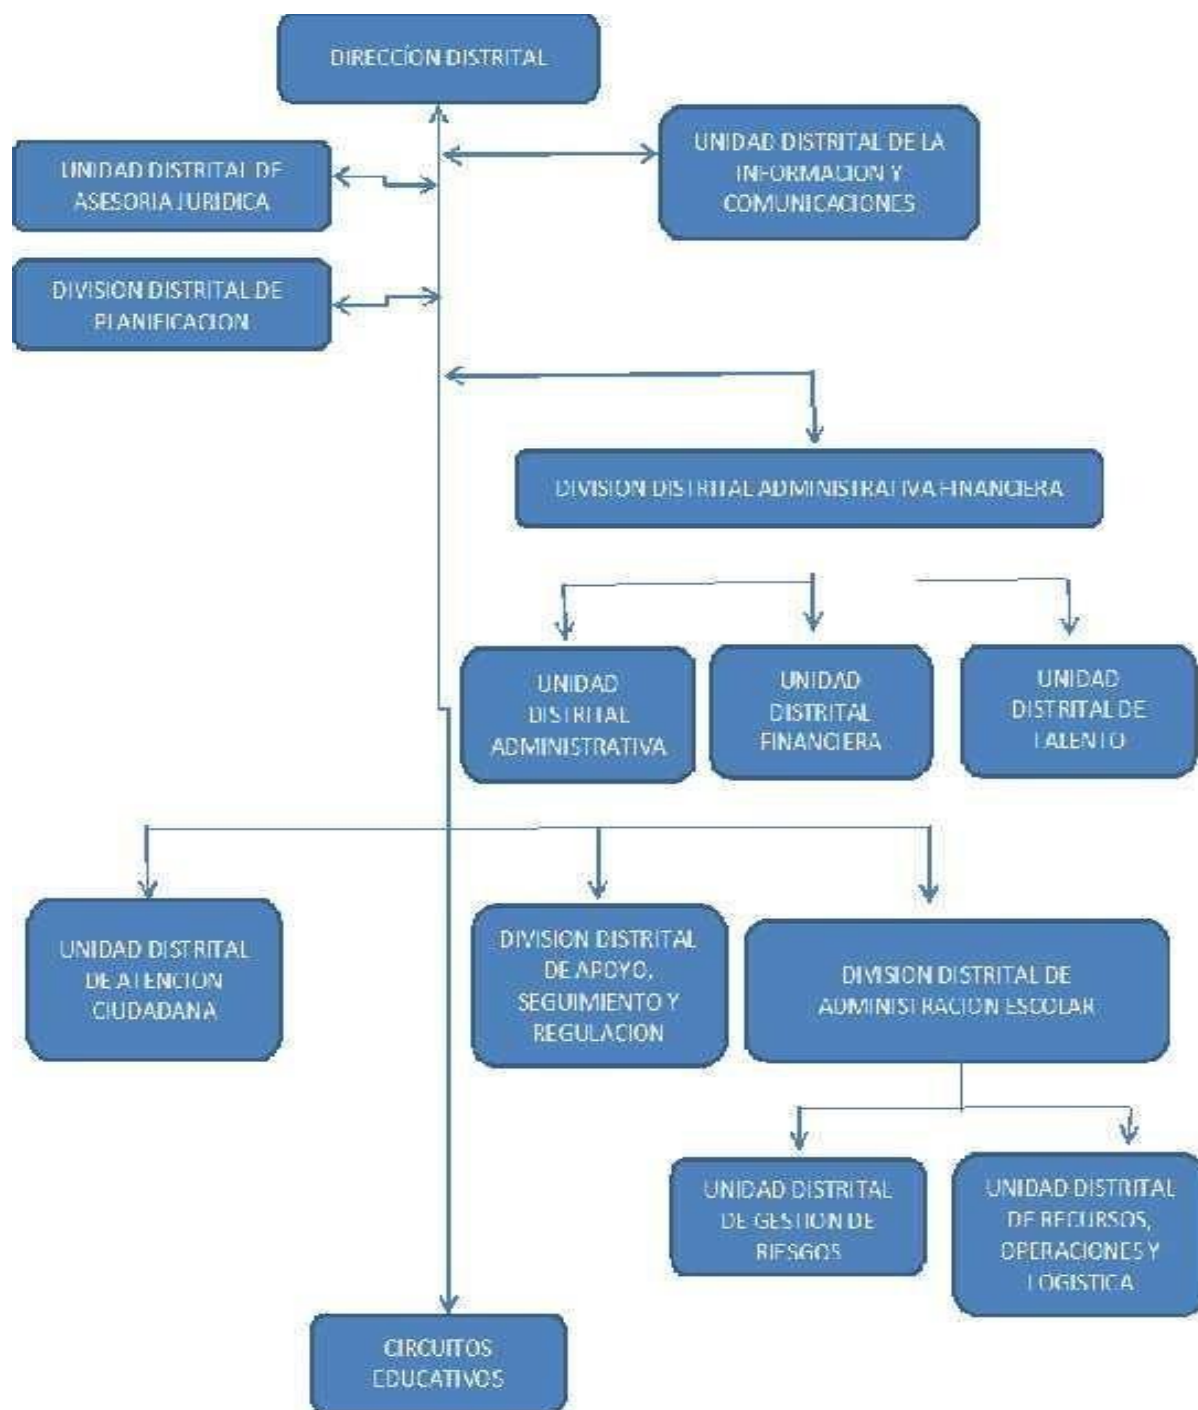 DIRECCÍON DISTRITAL
UNIDAD DISTRITAL DE LA
INFORMACION Y
COMUNICACIONES
UNIDAD DISTRITAL DE
ASESORIA JURIDICA
DIVISION DISTRITAL DE
PLANIFICACION
DIVISION DISTRITAL ADMINISTRATIVA FINANCIERA
UNIDAD
DISTRITAL
ADMINISTRATIVA
UNIDAD
DISTRITAL
FINANCIERA
UNIDAD
DISTRITAL DE
TALENTO
UNIDAD DISTRITAL
DE ATENCION
CIUDADANA
DIVISION DISTRITAL
DE APOYO,
SEGUIMIENTO Y
REGULACION
DIVISION DISTRITAL DE
ADMINISTRACION ESCOLAR
UNIDAD DISTRITAL
DE GESTION DE
RIESGOS
UNIDAD DISTRITAL
DE RECURSOS,
OPERACIONES Y
LOGISTICA
CIRCUITOS
EDUCATIVOS